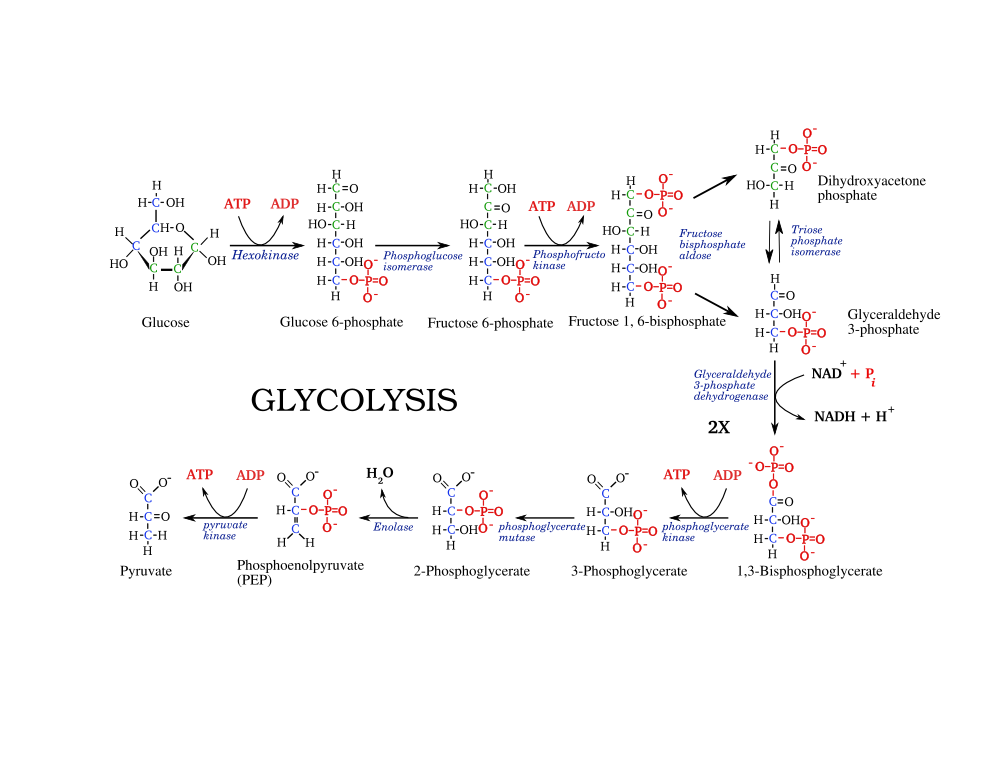 ATP ADP
Hexokinase
Phosphoglucose
isomerase
ATP ADP
Phosphofructo
kinase
Fructose
bisphosphate
aldose
Dihydroxyacetone
phosphate
Triose
phosphate
isomerase
Glucose
Glucose 6-phosphate
Fructose 6-phosphate
Fructose 1, 6-bisphosphate
Glyceraldehyde
3-phosphate
Glyceraldehyde
3-phosphate
dehydrogenase
NAD+ + Pi
NADH + H+
GLYCOLYSIS
2X
ATP ADP
pyruvate
kinase
H2O
Enolase
phosphoglycerate
mutase
ATP ADP
phosphoglycerate
kinase
Pyruvate
Phosphoenolpyruvate
(PEP)
2-Phosphoglycerate
3-Phosphoglycerate
1,3-Bisphosphoglycerate